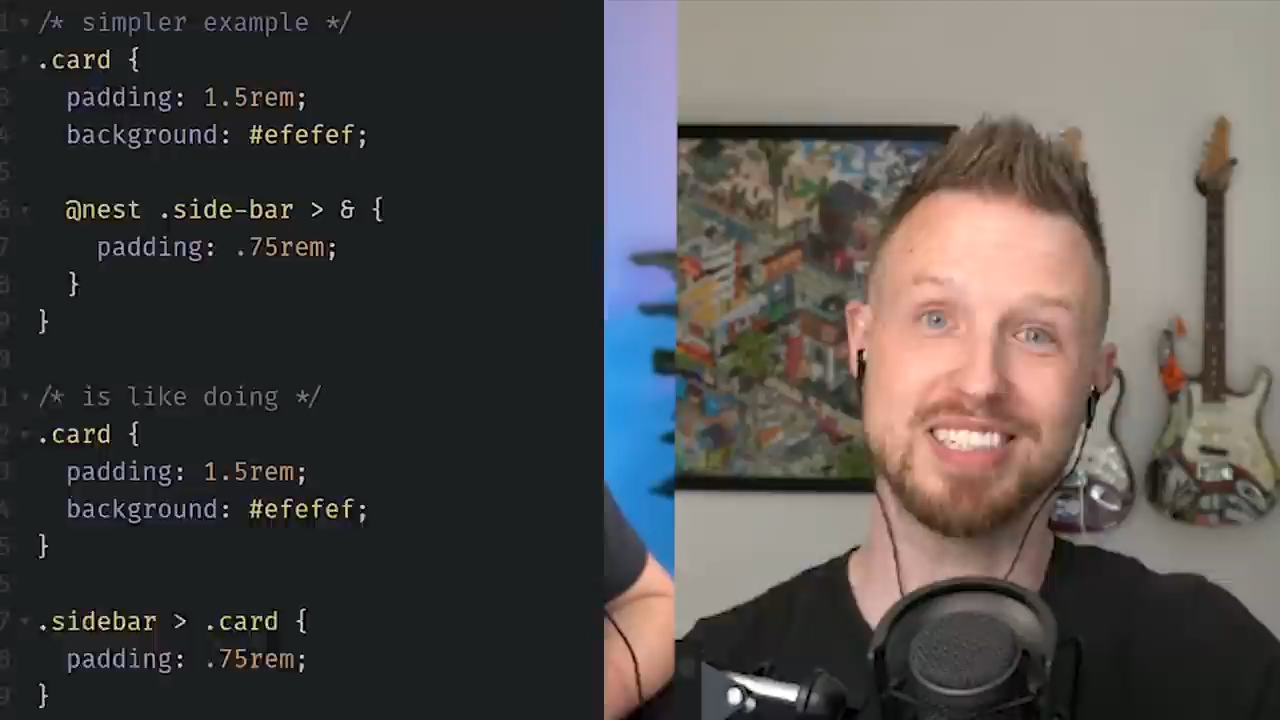 /* simpler example */
.card {
padding: 1.5rem;
background: #efefef;
@nest .side-bar > & {
padding: .75rem;
}
}
/* is like doing */
.card {
padding: 1.5rem;
background: #efefef;
}
.sidebar > .card {
padding: .75rem;
}